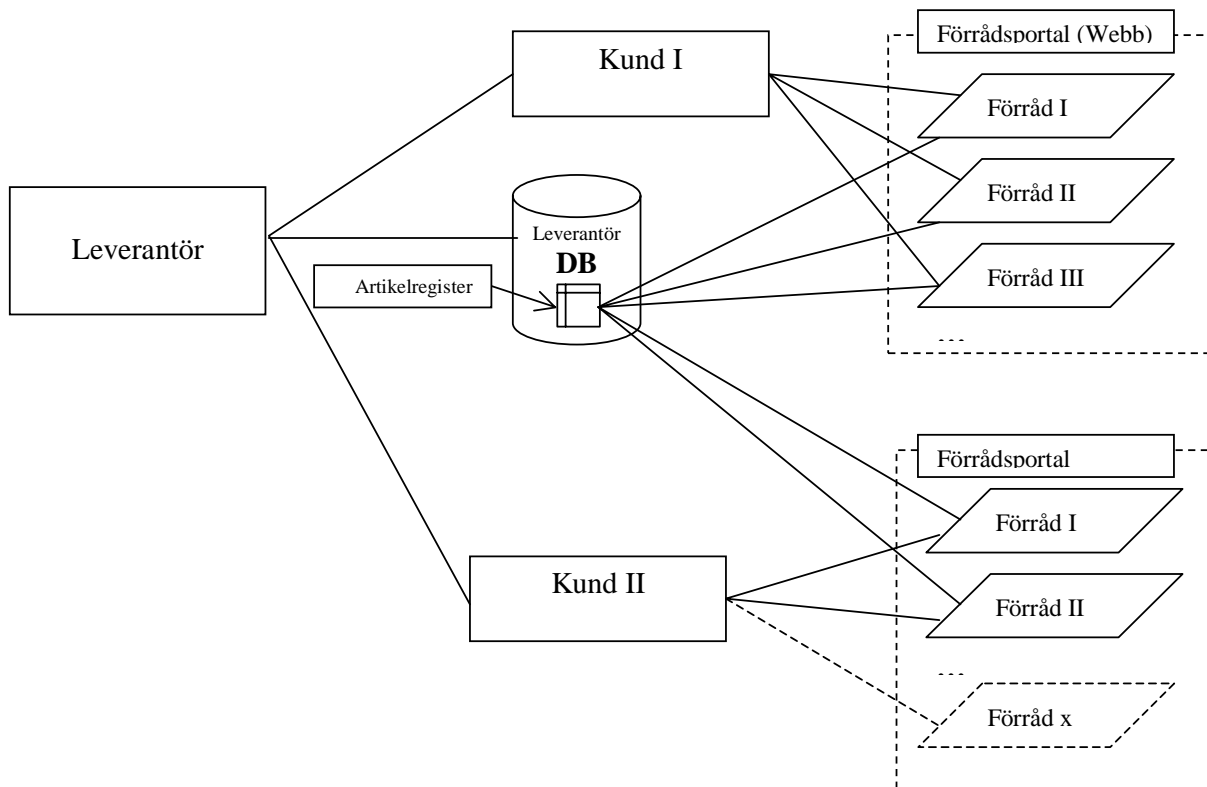 Förrådsportal (Webb)
Kund I
Förråd I
Förråd II
Leverantör
Leverantör
DB
Artikelregister
Förråd III
...
Förrådsportal
Förråd I
Kund II
Förråd II
...
Förråd x